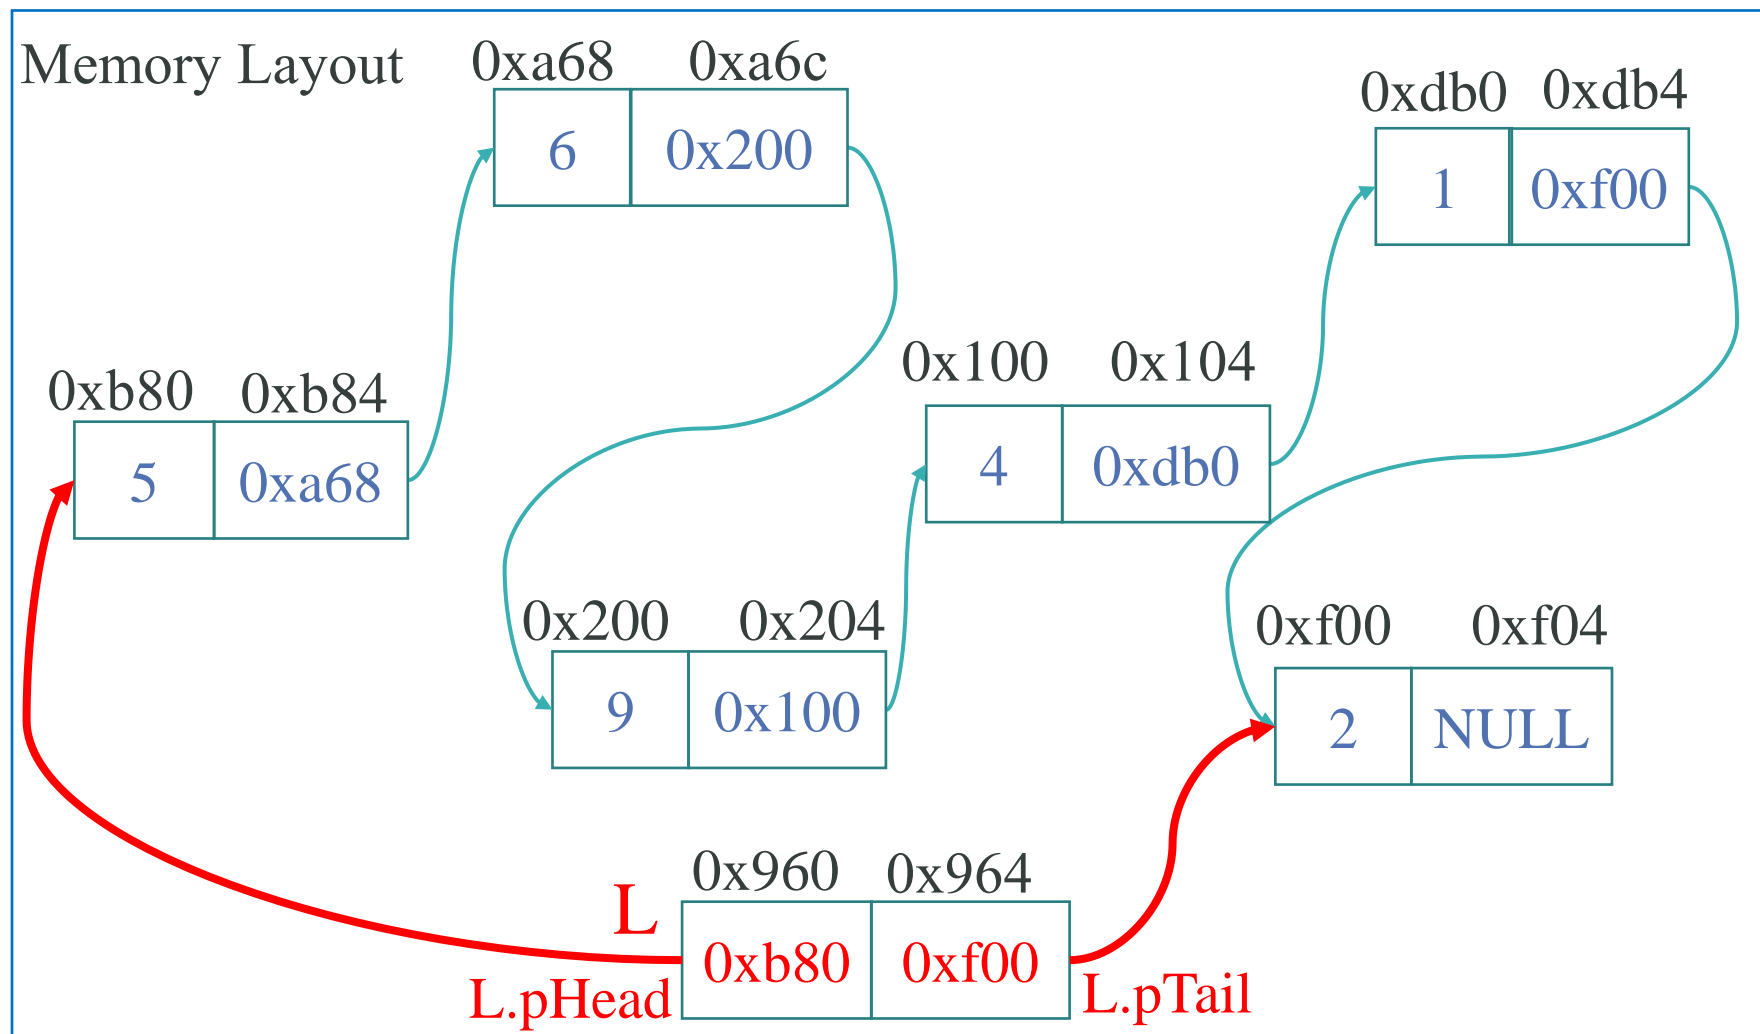 Memory Layout
0xa68 0xa6c
6 0x200
0xdb0 0xdb4
1 0xf00
0xb80 0xb84
5 0xa68
0x100 0x104
4 0xdb0
0x200 0x204
9 0x100
0xf00 0xf04
2 NULL
0x960 0x964
L
0xb80 0xf00
L.pHead
L.pTail